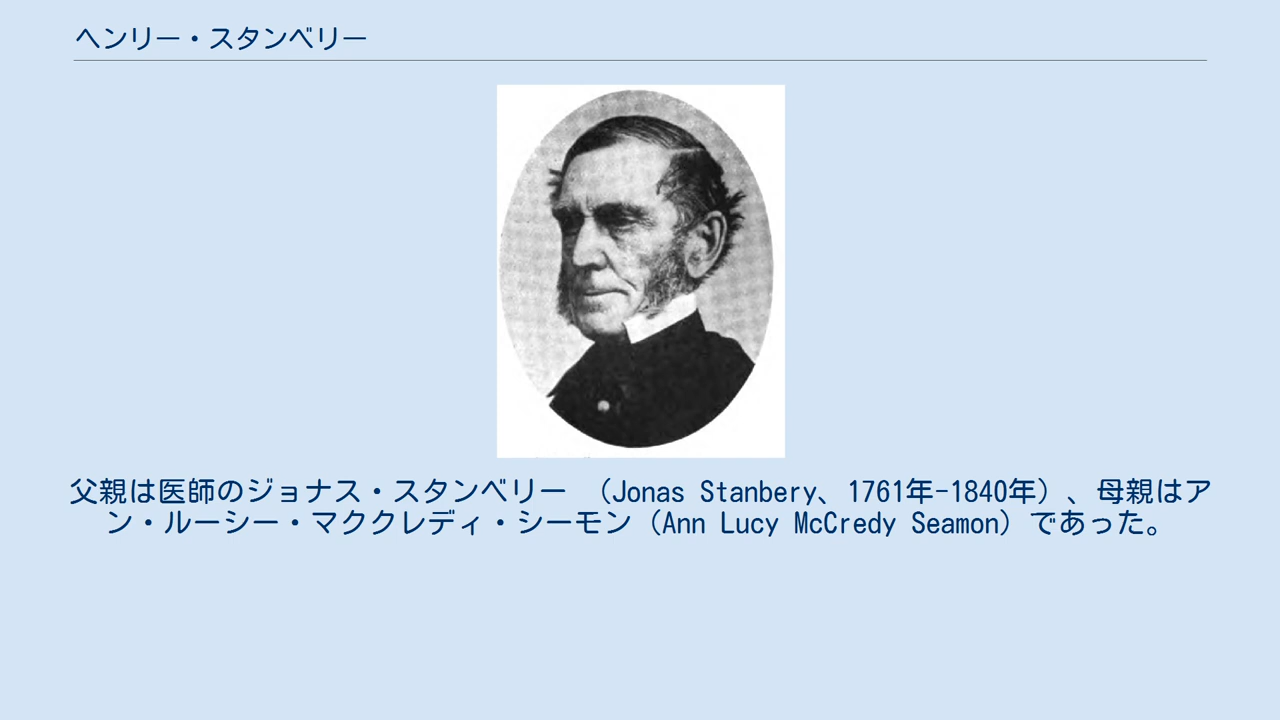 ヘンリー・スタンベリー
父親は医師のジョナス・スタンベリー （Jonas Stanbery、1761年-1840年）、母親はア
ン・ルーシー・マククレディ・シーモン（Ann Lucy McCredy Seamon）であった。